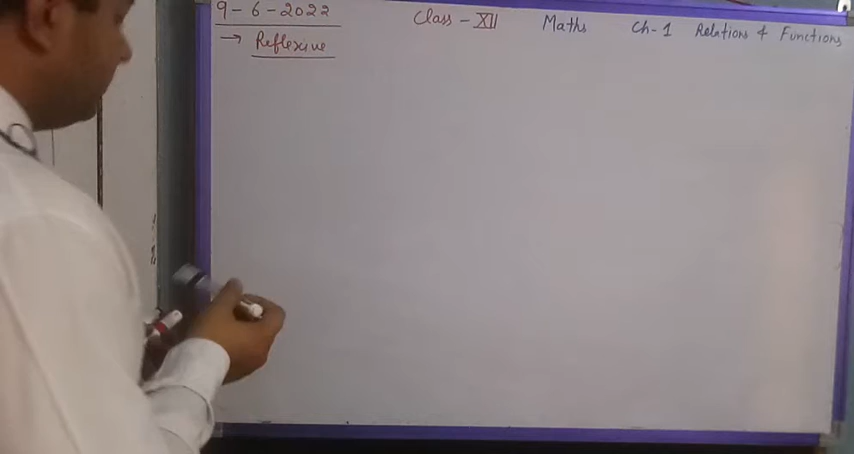 9-6-2022 Class - XII Maths Ch-1 Relations & Functions
→ Reflexive